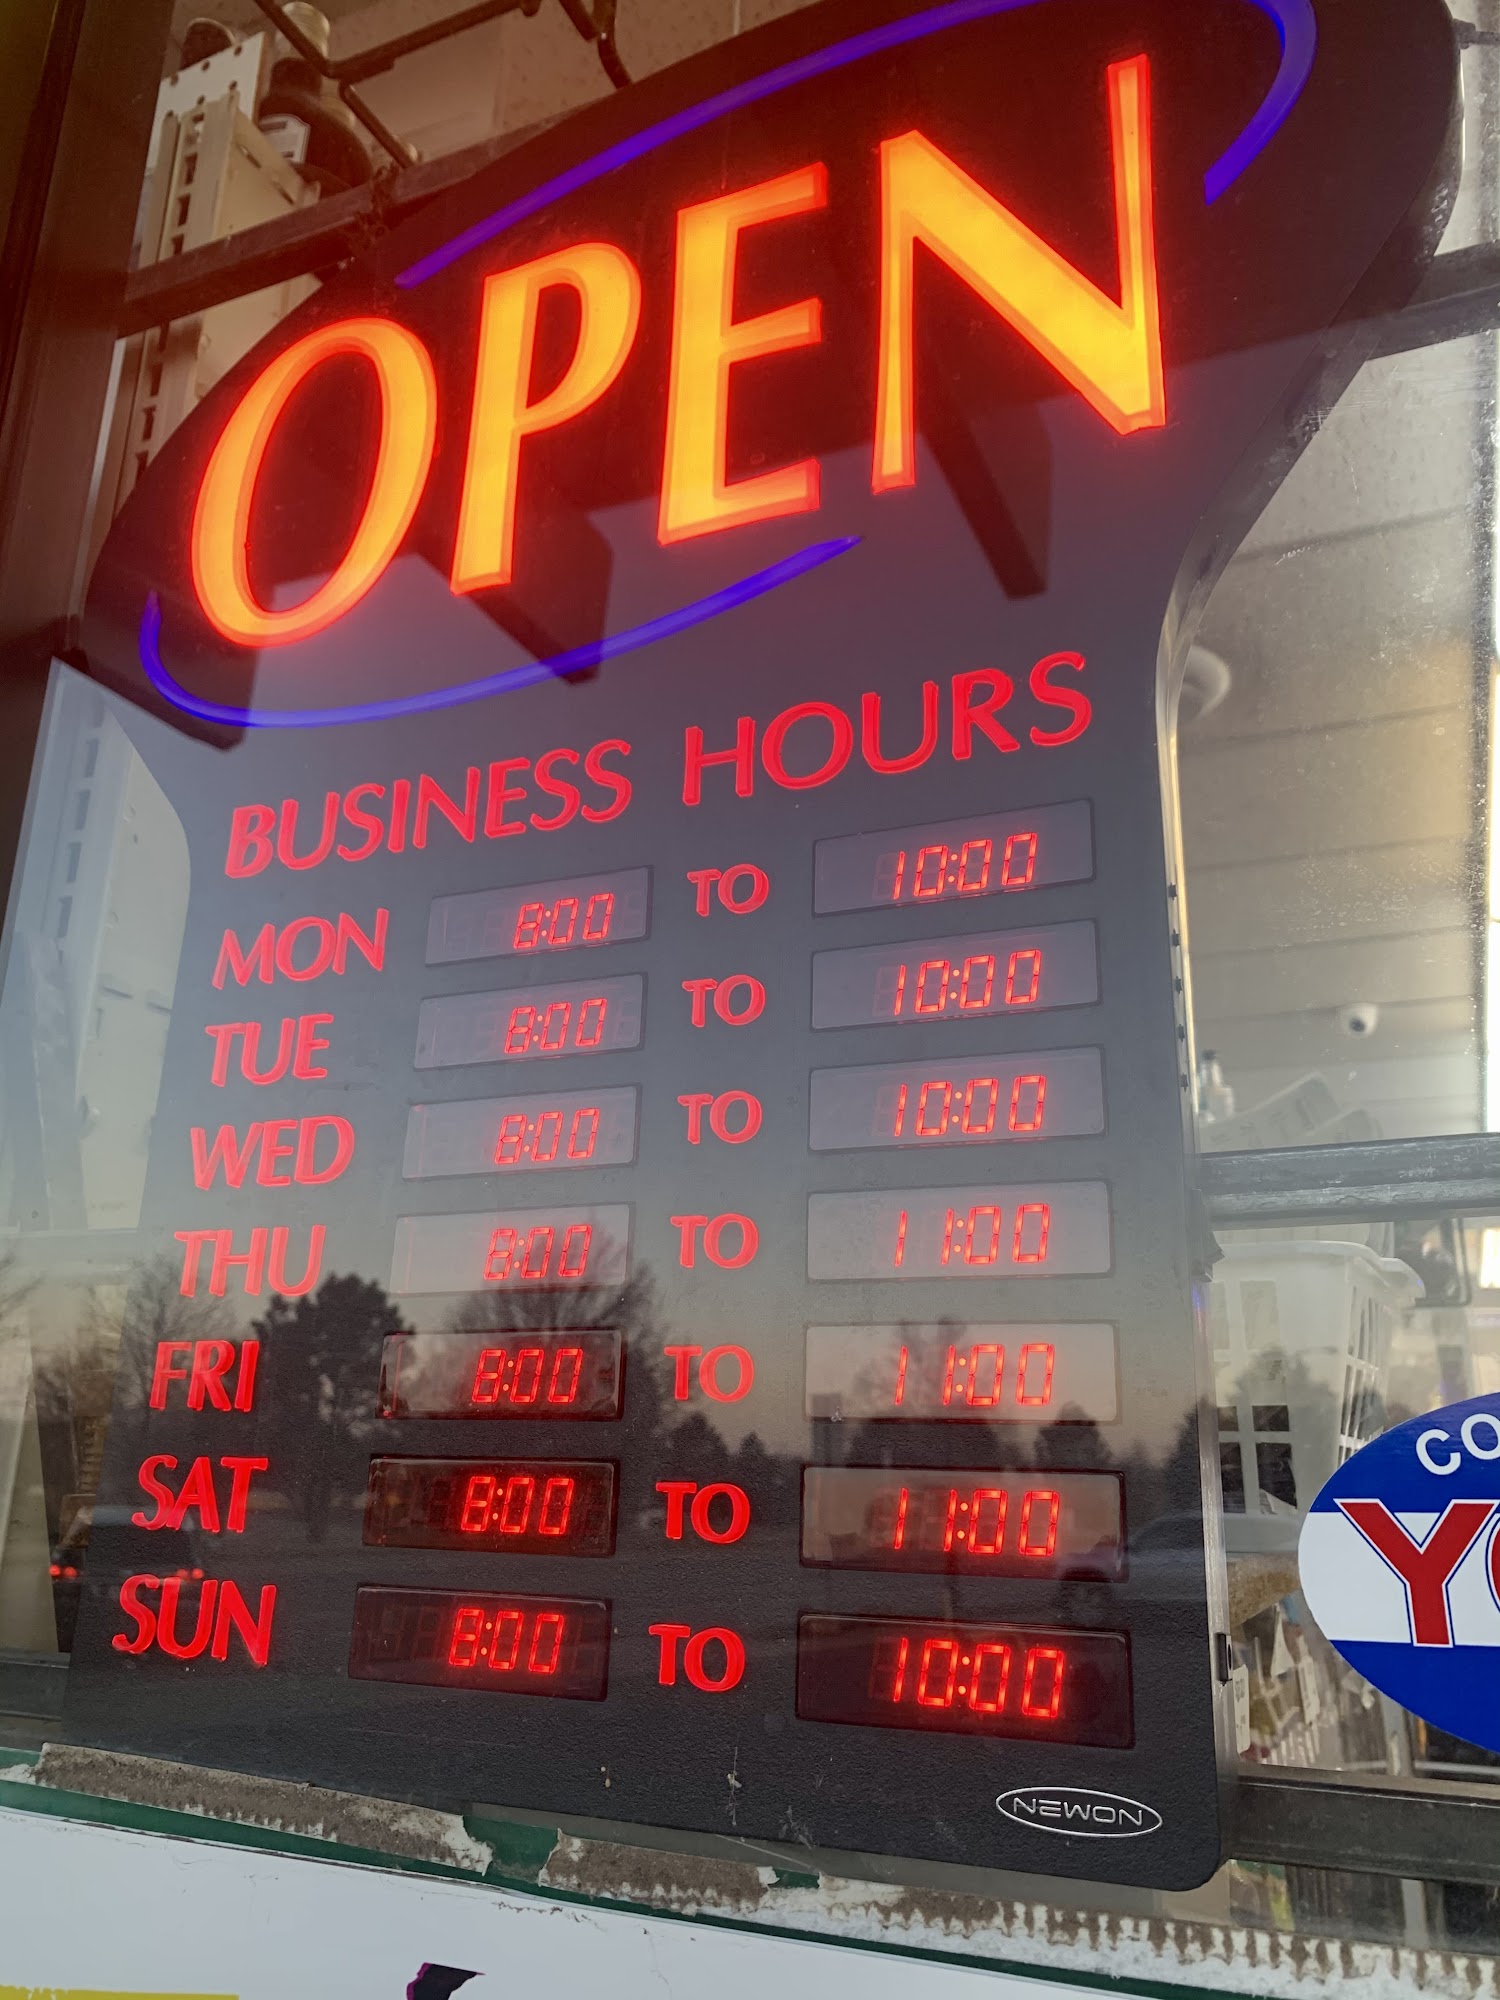 OPEN
BUSINESS HOURS
MON 8:00 TO 10:00
TUE 8:00 TO 10:00
WED 8:00 TO 10:00
THU 8:00 TO 11:00
FRI 8:00 TO 11:00
SAT 8:00 TO 11:00
SUN 8:00 TO 10:00
NEWON